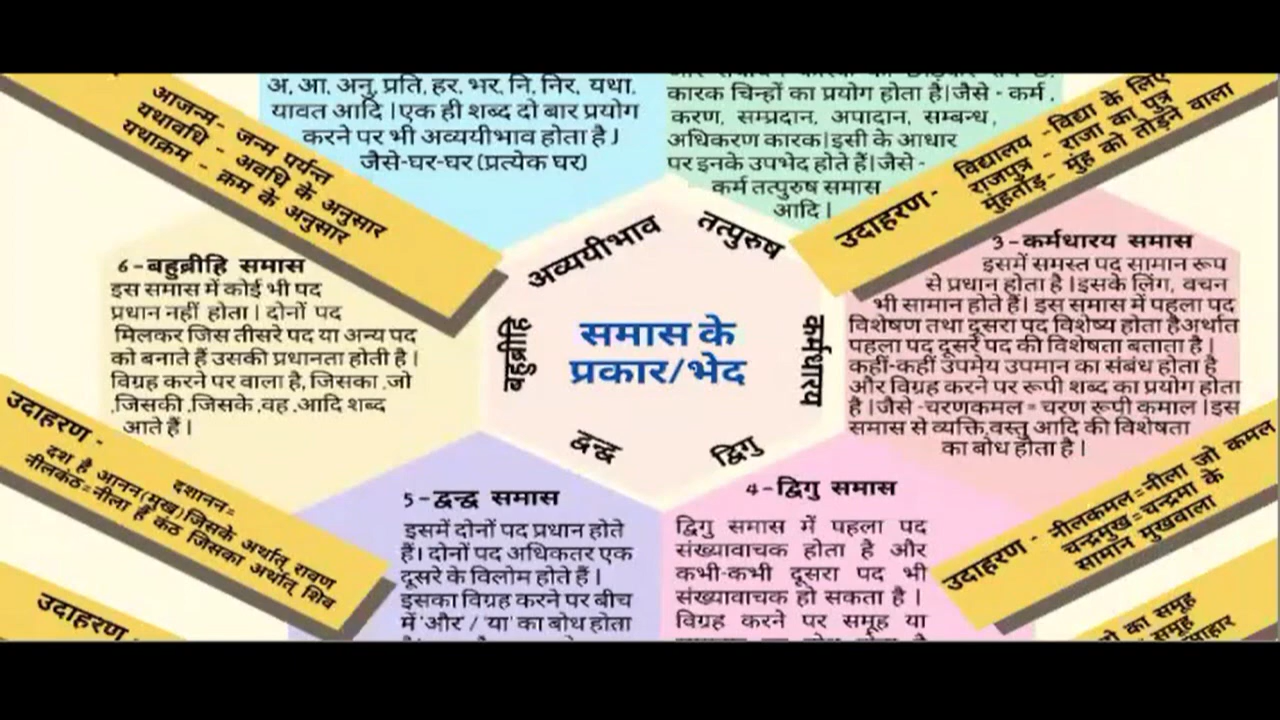 अ, आ, अनु, प्रति, हर, भर, नि, निर, यथा,
यावत आदि |एक ही शब्द दो बार प्रयोग
करने पर भी अव्ययीभाव होता है J
जैसे-घर-घर (प्रत्येक घर)
कारक चिन्हों का प्रयोग होता है|जैसे - कर्म ,
करण, सम्प्रदान, अपादान, सम्बन्ध,
अधिकरण कारक|इसी के आधार
पर इनके उपभेद होते हैं|जैसे -
कर्म तत्पुरुष समास
आदि |
आजन्म - जन्म पर्यन्त
यथावधि - अवधि के अनुसार
यथाक्रम - क्रम के अनुसार
उदाहरण -
विद्यालय -विद्या के लिए
राजपुत्र - राजा का पुत्र
मुंहतोड़ - मुंह को तोड़ने वाला
अव्ययीभाव
तत्पुरुष
बहुब्रीहि
समास के
प्रकार/भेद
कर्मधारय
द्वन्द्व
द्विगु
6-बहुब्रीहि समास
इस समास में कोई भी पद
प्रधान नहीं होता | दोनों पद
मिलकर जिस तीसरे पद या अन्य पद
को बनाते हैं उसकी प्रधानता होती है |
विग्रह करने पर वाला है, जिसका ,जो
,जिसकी ,जिसके ,वह ,आदि शब्द
आते हैं |
3-कर्मधारय समास
इसमें समस्त पद सामान रूप
से प्रधान होता है |इसके लिंग, वचन
भी सामान होते हैं| इस समास में पहला पद
विशेषण तथा दूसरा पद विशेष्य होता हैअर्थात
पहला पद दूसरे पद की विशेषता बताता है |
कहीं-कहीं उपमेय उपमान का संबंध होता है
और विग्रह करने पर रूपी शब्द का प्रयोग होता
है |जैसे -चरणकमल = चरण रूपी कमाल |इस
समास से व्यक्ति,वस्तु आदि की विशेषता
का बोध होता है |
उदाहरण -
दशानन=
दश है आनन(मुख)जिसके अर्थात् रावण
नीलकंठ=नीला है कंठ जिसका अर्थात् शिव
5-द्वन्द्व समास
इसमें दोनों पद प्रधान होते
हैं। दोनों पद अधिकतर एक
दूसरे के विलोम होते हैं |
इसका विग्रह करने पर बीच
में 'और' / 'या' का बोध होता
4-द्विगु समास
द्विगु समास में पहला पद
संख्यावाचक होता है और
कभी-कभी दूसरा पद भी
संख्यावाचक हो सकता है |
विग्रह करने पर समूह या
उदाहरण -
नीलकमल=नीला जो कमल
चन्द्रमुख=चन्द्रमा के
सामान मुखवाला
उदाहरण
का समूह
समूह